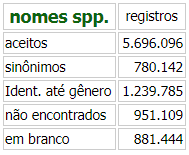 nomes spp. registros
aceitos 5.696.096
sinônimos 780.142
Ident. até gênero 1.239.785
não encontrados 951.109
em branco 881.444